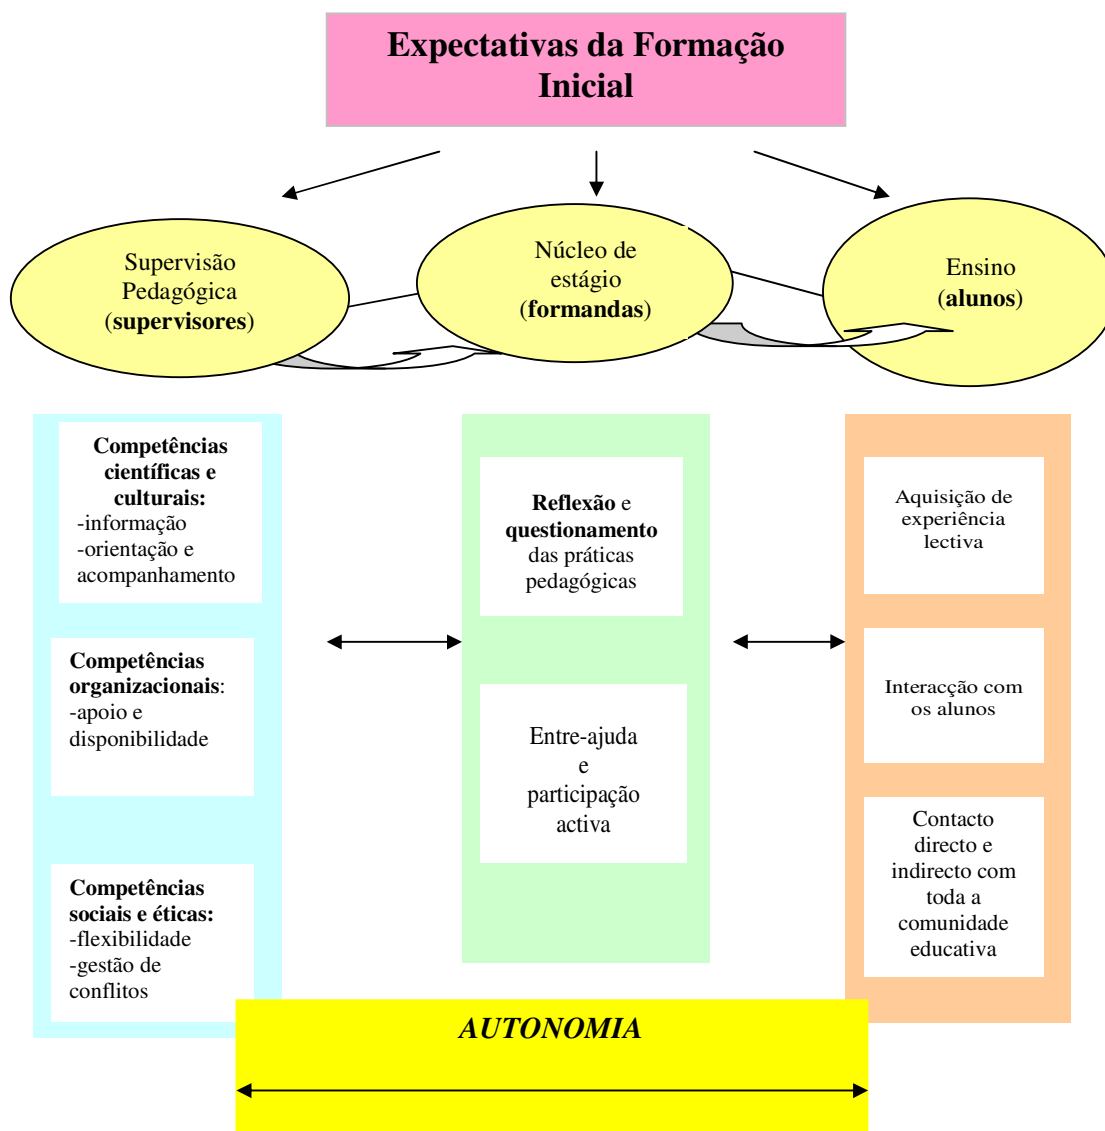 Expectativas da Formação
Inicial
Supervisão
Pedagógica
(supervisores)
Núcleo de
estágio
(formandas)
Ensino
(alunos)
Competências
científicas e
culturais:
-informação
-orientação e
acompanhamento
Competências
organizacionais:
-apoio e
disponibilidade
Competências
sociais e éticas:
-flexibilidade
-gestão de
conflitos
Reflexão e
questionamento
das práticas
pedagógicas
Entre-ajuda
e
participação
activa
Aquisição de
experiência
lectiva
Interacção com
os alunos
Contacto
directo e
indirecto com
toda a
comunidade
educativa
AUTONOMIA